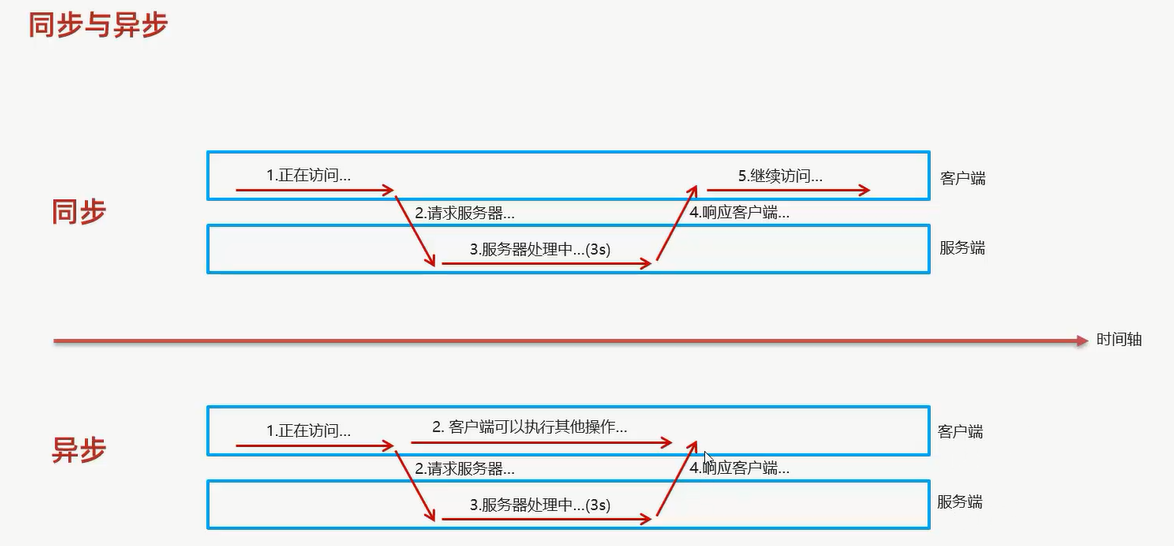 同步与异步
1.正在访问...
5.继续访问...
客户端
同步
2.请求服务器...
4.响应客户端...
3.服务器处理中...(3s)
服务端
时间轴
1.正在访问...
2. 客户端可以执行其他操作...
客户端
异步
2.请求服务器...
4.响应客户端...
3.服务器处理中...(3s)
服务端